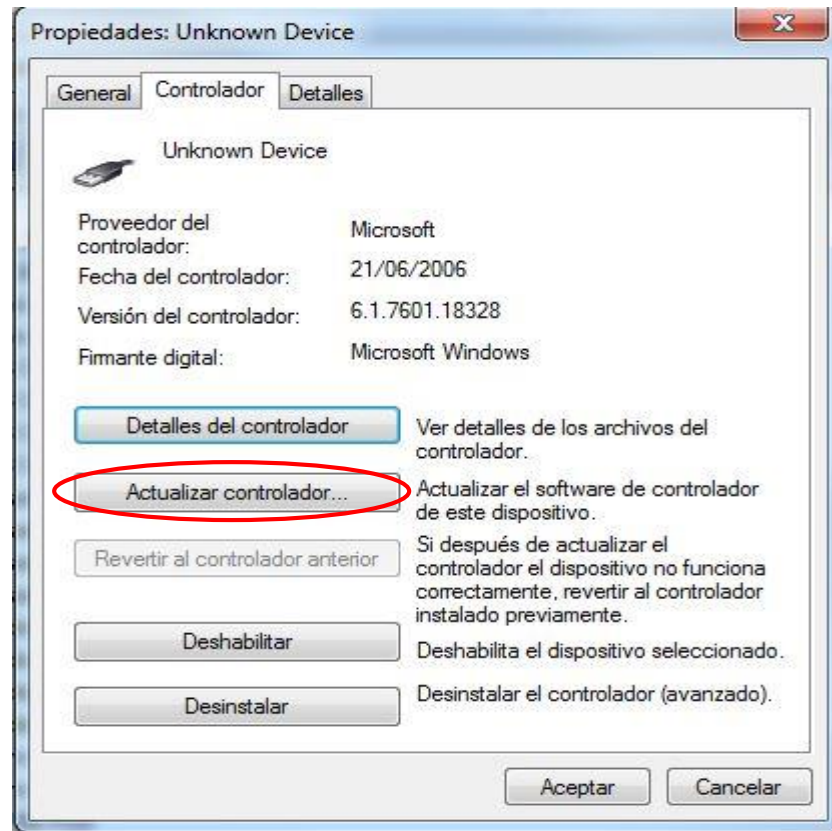 Propiedades: Unknown Device
General Controlador Detalles
Unknown Device
Proveedor del
controlador:
Microsoft
Fecha del controlador: 21/06/2006
Versión del controlador: 6.1.7601.18328
Firmante digital: Microsoft Windows
Detalles del controlador
Ver detalles de los archivos del
controlador.
Actualizar controlador...
Actualizar el software de controlador
de este dispositivo.
Revertir al controlador anterior
Si después de actualizar el
controlador el dispositivo no funciona
correctamente, revertir al controlador
instalado previamente.
Deshabilitar
Deshabilita el dispositivo seleccionado.
Desinstalar
Desinstalar el controlador (avanzado).
Aceptar Cancelar